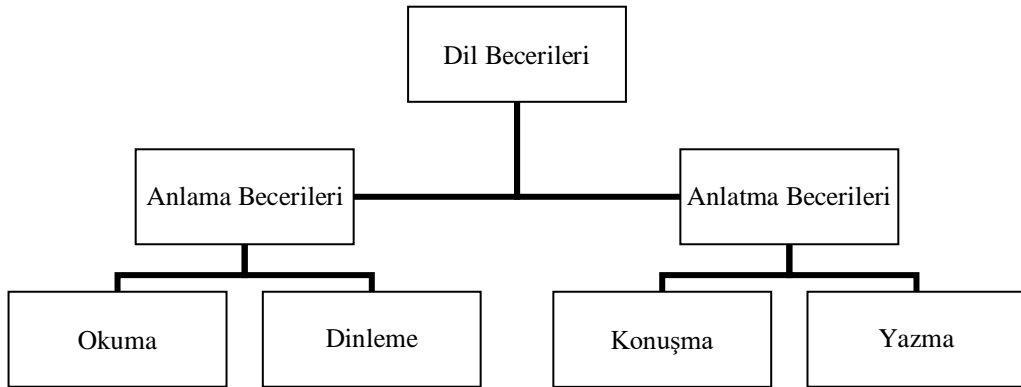 Dil Becerileri
Anlama Becerileri
Anlatma Becerileri
Okuma
Dinleme
Konuşma
Yazma